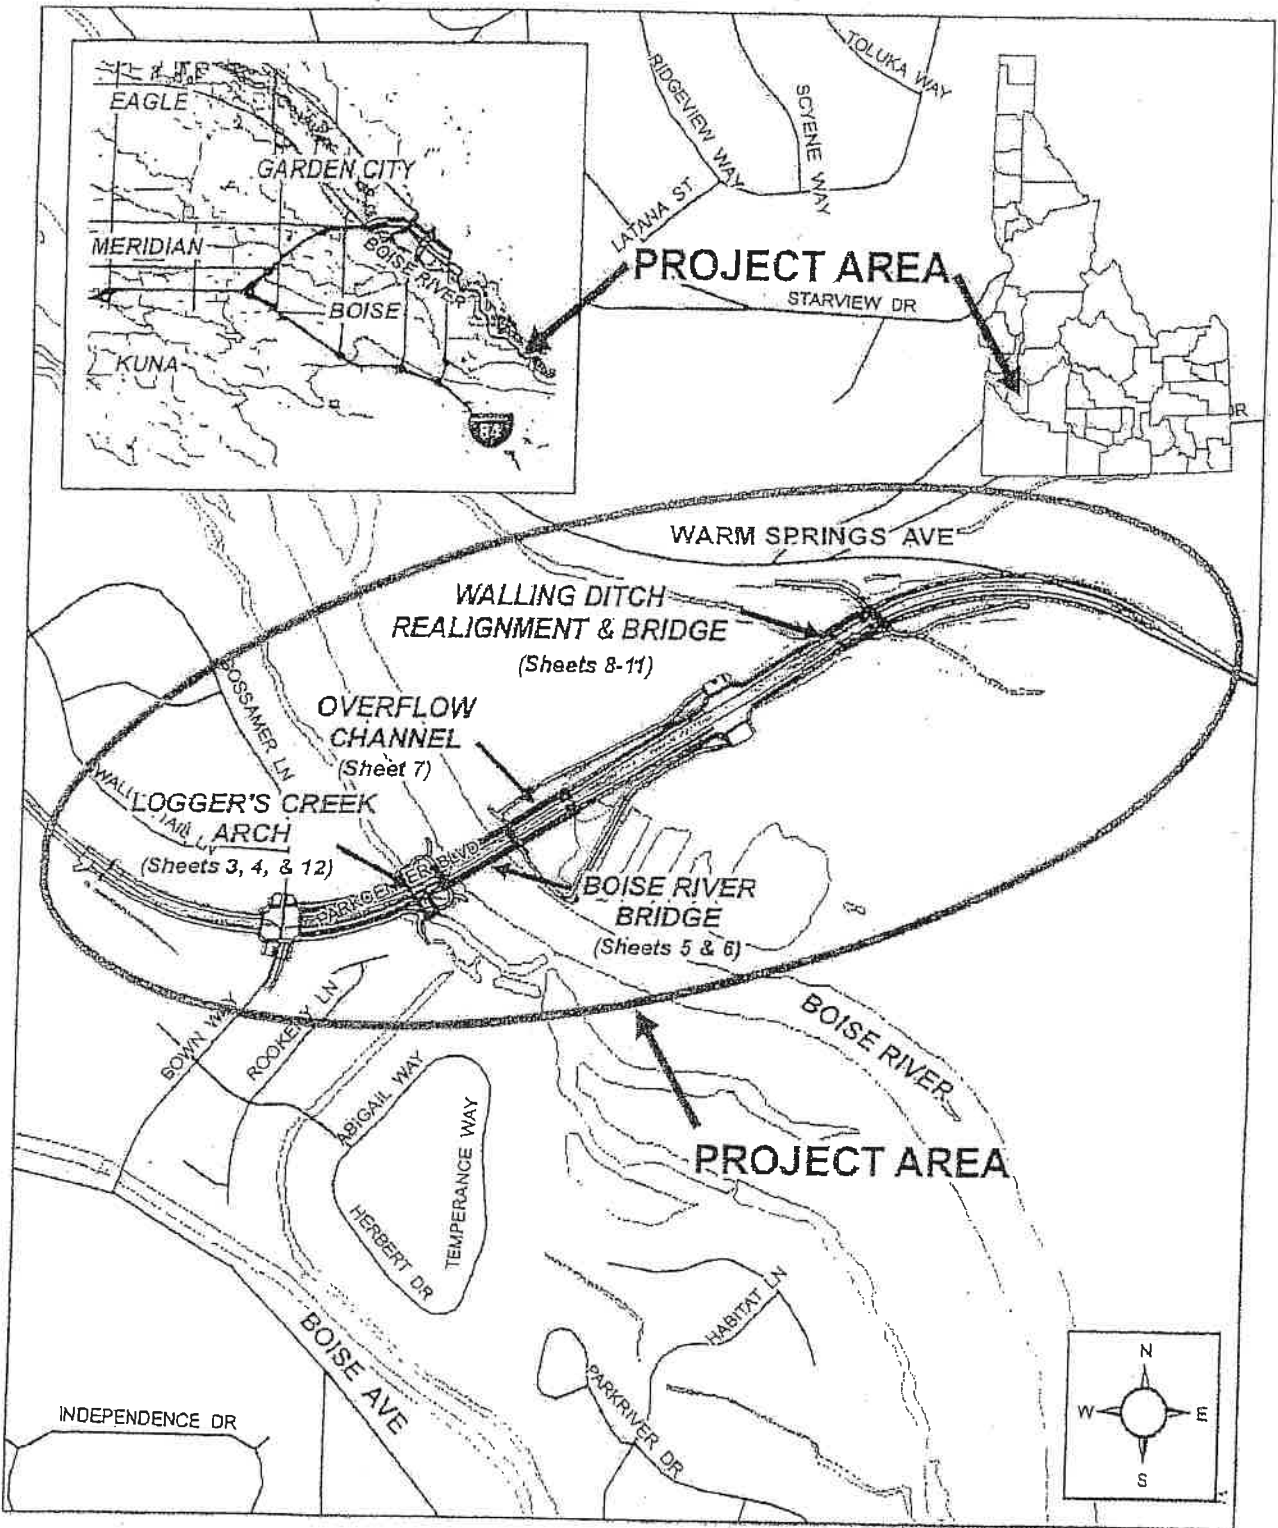 EAGLE
GARDEN CITY
MERIDIAN
BOISE RIVER
BOISE
KUNA
84
RIDGEVIEW WAY
SCYENE WAY
TOLUKA WAY
LATANA ST
PROJECT AREA
STARVIEW DR
DR
WARM SPRINGS AVE
WALLING DITCH
REALIGNMENT & BRIDGE
(Sheets 8-11)
OVERFLOW
CHANNEL
(Sheet 7)
OSSAMER LN
LOGGER'S CREEK
ARCH
(Sheets 3, 4, & 12)
PARKCENTER BLVD
BOISE RIVER
BRIDGE
(Sheets 5 & 6)
BOWN WAY
ROOKERY LN
ABIGAIL WAY
TEMPERANCE WAY
HERBERT DR
BOISE RIVER
PROJECT AREA
HABITAT LN
PARKRIVER DR
BOISE AVE
INDEPENDENCE DR
N
W
E
S